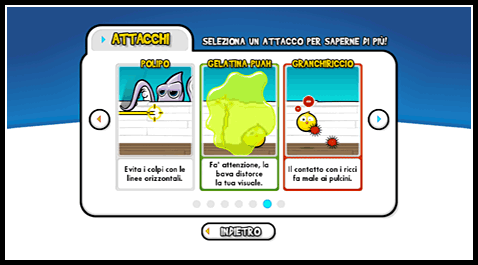 ATTACCHI
SELEZIONA UN ATTACCO PER SAPERNE DI PIÙ!
POLIPO
GELATINA PUAH
GRANCHIRICCIO
Evita i colpi con le
linee orizzontali.
Fa' attenzione, la
bava distorce
la tua visuale.
Il contatto con i ricci
fa male ai pulcini.
INDIETRO